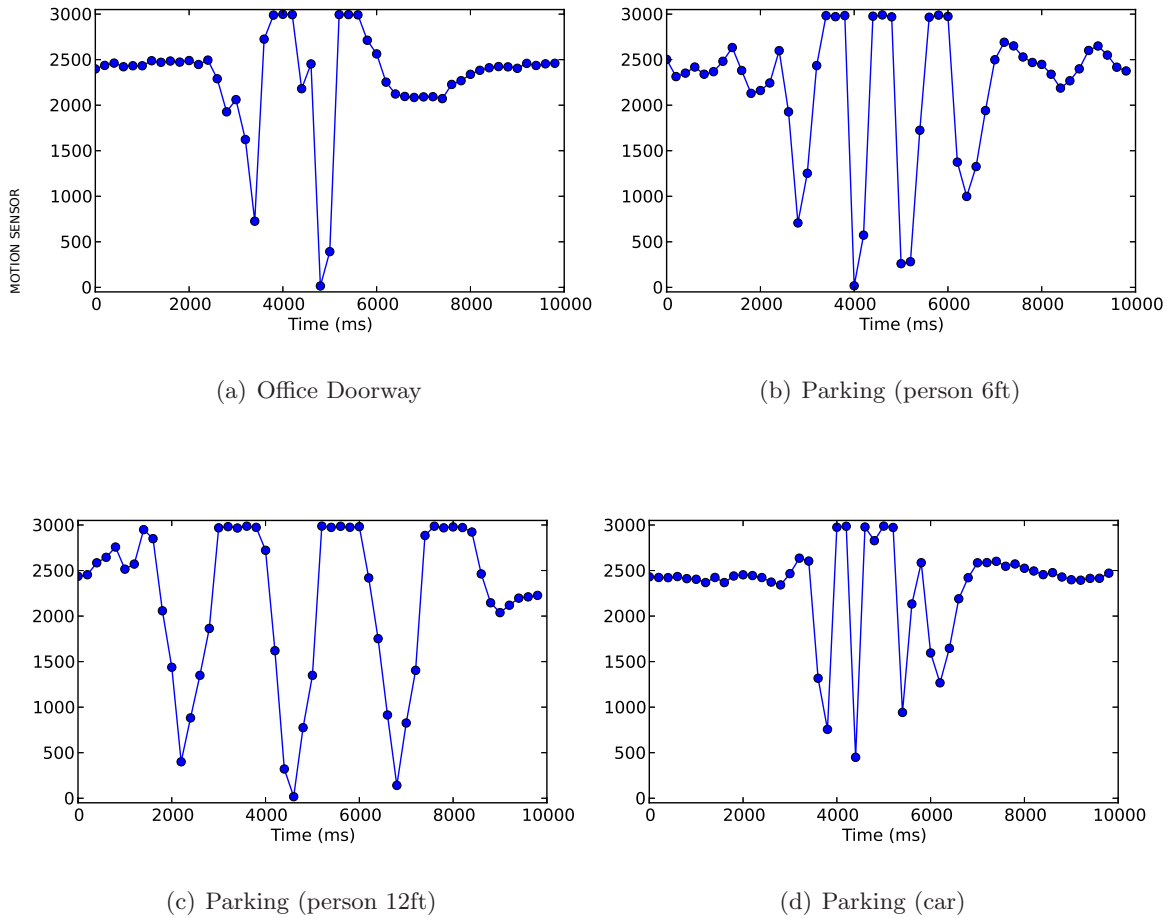 MOTION SENSOR
3000
2500
2000
1500
1000
500
0
0 2000 4000 6000 8000 10000
Time (ms)
(a) Office Doorway
3000
2500
2000
1500
1000
500
0
0 2000 4000 6000 8000 10000
Time (ms)
(b) Parking (person 6ft)
3000
2500
2000
1500
1000
500
0
0 2000 4000 6000 8000 10000
Time (ms)
(c) Parking (person 12ft)
3000
2500
2000
1500
1000
500
0
0 2000 4000 6000 8000 10000
Time (ms)
(d) Parking (car)